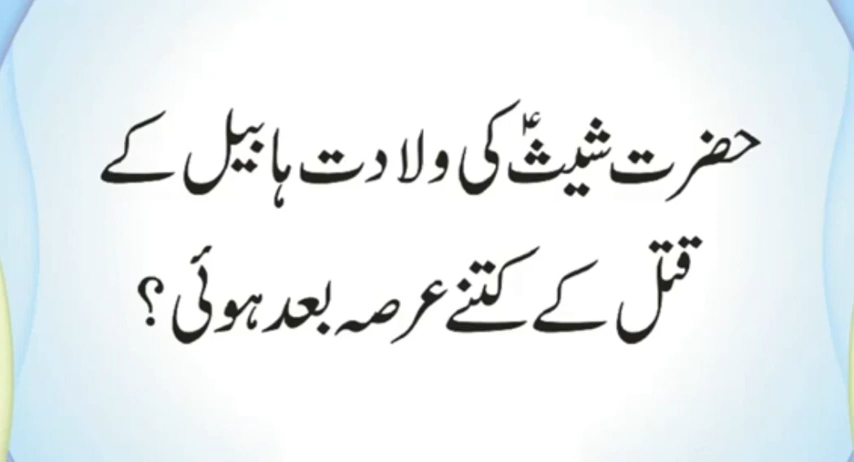 حضرت شیثؑ کی ولادت ہابیل کے
قتل کے کتنے عرصہ بعد ہوئی؟